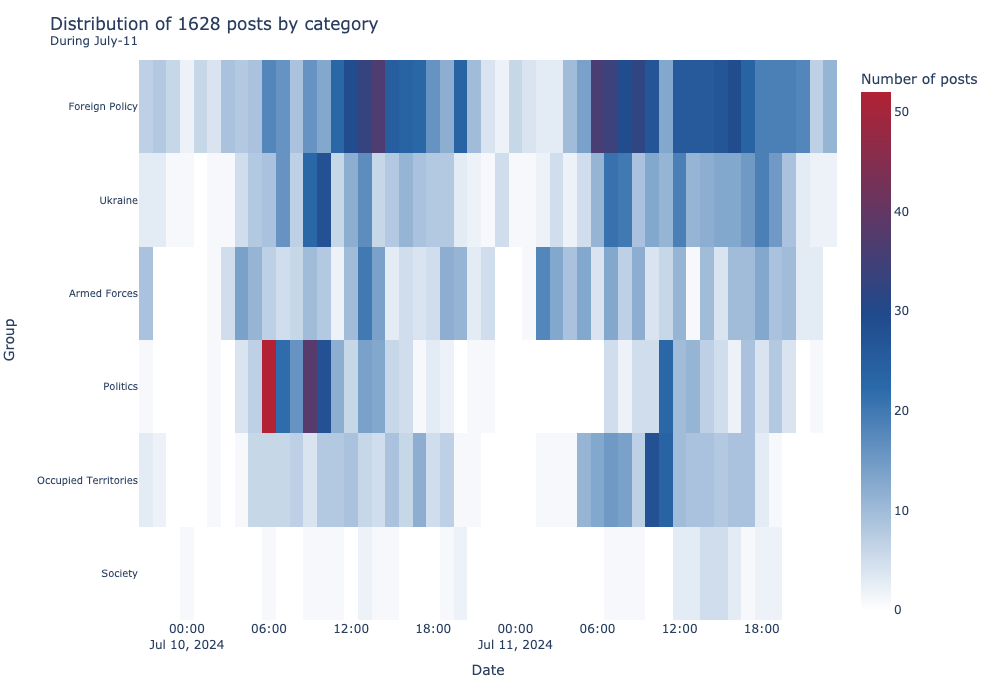 Distribution of 1628 posts by category
During July-11
Number of posts
50
40
30
20
10
0
Group
Foreign Policy
Ukraine
Armed Forces
Politics
Occupied Territories
Society
00:00 06:00 12:00 18:00 00:00 06:00 12:00 18:00
Jul 10, 2024 Jul 11, 2024
Date